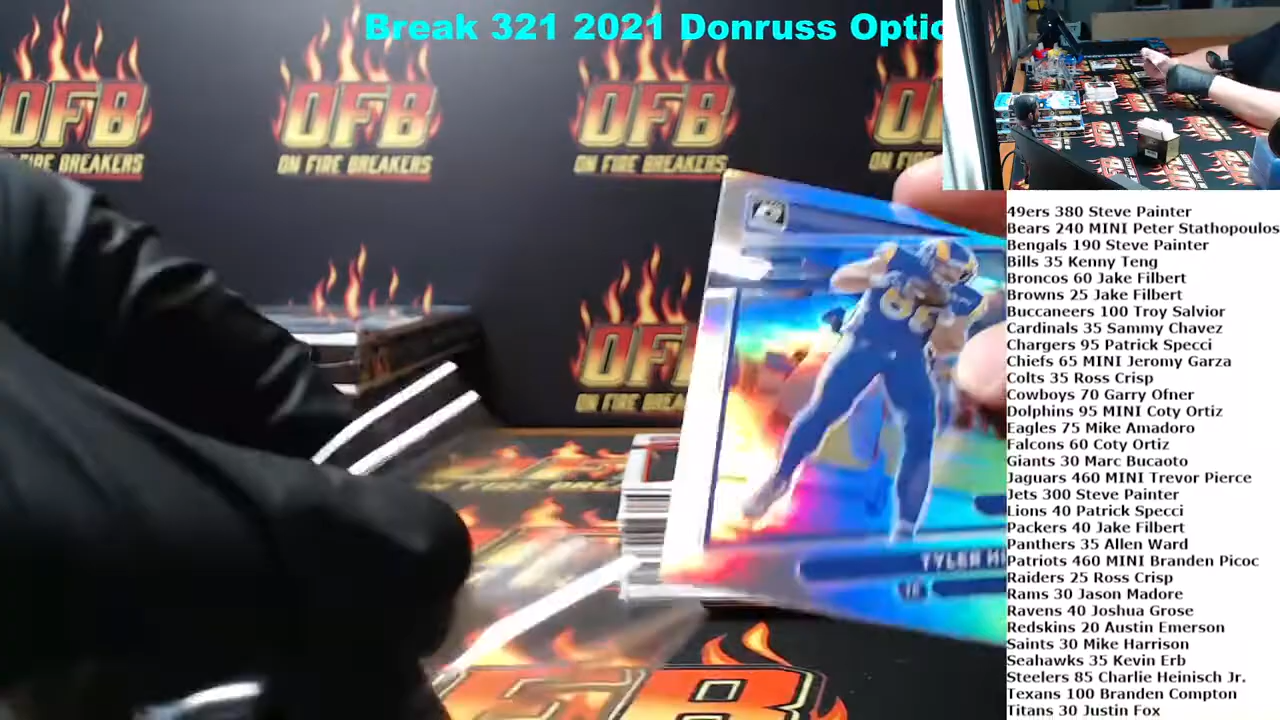 Break 321 2021 Donruss Optic
OFB
ON FIRE BREAKERS
OFB
ON FIRE BREAKERS
OFB
ON FIRE BREAKERS
OFB
ON FIRE BREAKERS
86
TYLER HI
TE
49ers 380 Steve Painter
Bears 240 MINI Peter Stathopoulos
Bengals 190 Steve Painter
Bills 35 Kenny Teng
Broncos 60 Jake Filbert
Browns 25 Jake Filbert
Buccaneers 100 Troy Salvior
Cardinals 35 Sammy Chavez
Chargers 95 Patrick Specci
Chiefs 65 MINI Jeromy Garza
Colts 35 Ross Crisp
Cowboys 70 Garry Ofner
Dolphins 95 MINI Coty Ortiz
Eagles 75 Mike Amadoro
Falcons 60 Coty Ortiz
Giants 30 Marc Bucaoto
Jaguars 460 MINI Trevor Pierce
Jets 300 Steve Painter
Lions 40 Patrick Specci
Packers 40 Jake Filbert
Panthers 35 Allen Ward
Patriots 460 MINI Branden Picoc
Raiders 25 Ross Crisp
Rams 30 Jason Madore
Ravens 40 Joshua Grose
Redskins 20 Austin Emerson
Saints 30 Mike Harrison
Seahawks 35 Kevin Erb
Steelers 85 Charlie Heinisch Jr.
Texans 100 Branden Compton
Titans 30 Justin Fox